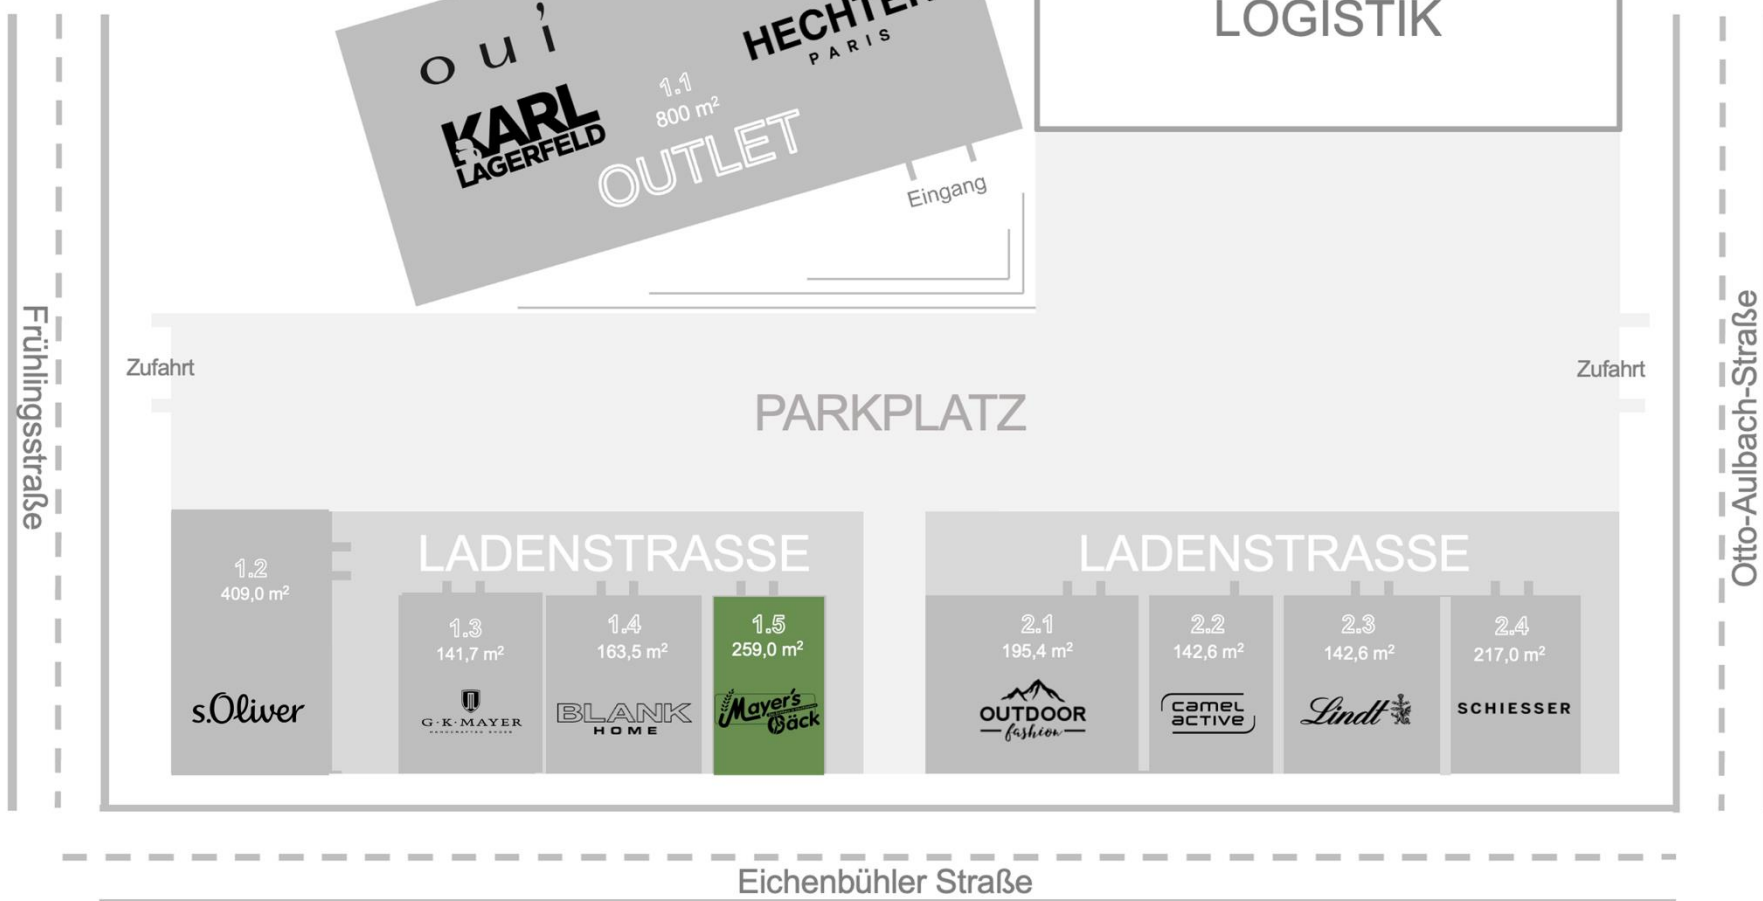 LOGISTIK
oui
HECHTER
PARIS
KARL
LAGERFELD
1.1
800 m²
OUTLET
Eingang
Frühlingsstraße
Zufahrt
PARKPLATZ
Zufahrt
Otto-Aulbach-Straße
LADENSTRASSE
LADENSTRASSE
1.2
409,0 m²
s.Oliver
1.3
141,7 m²
G·K·MAYER
1.4
163,5 m²
BLANK
HOME
1.5
259,0 m²
Mayer's
Bäck
2.1
195,4 m²
OUTDOOR
fashion
2.2
142,6 m²
camel
active
2.3
142,6 m²
Lindt
2.4
217,0 m²
SCHIESSER
Eichenbühler Straße